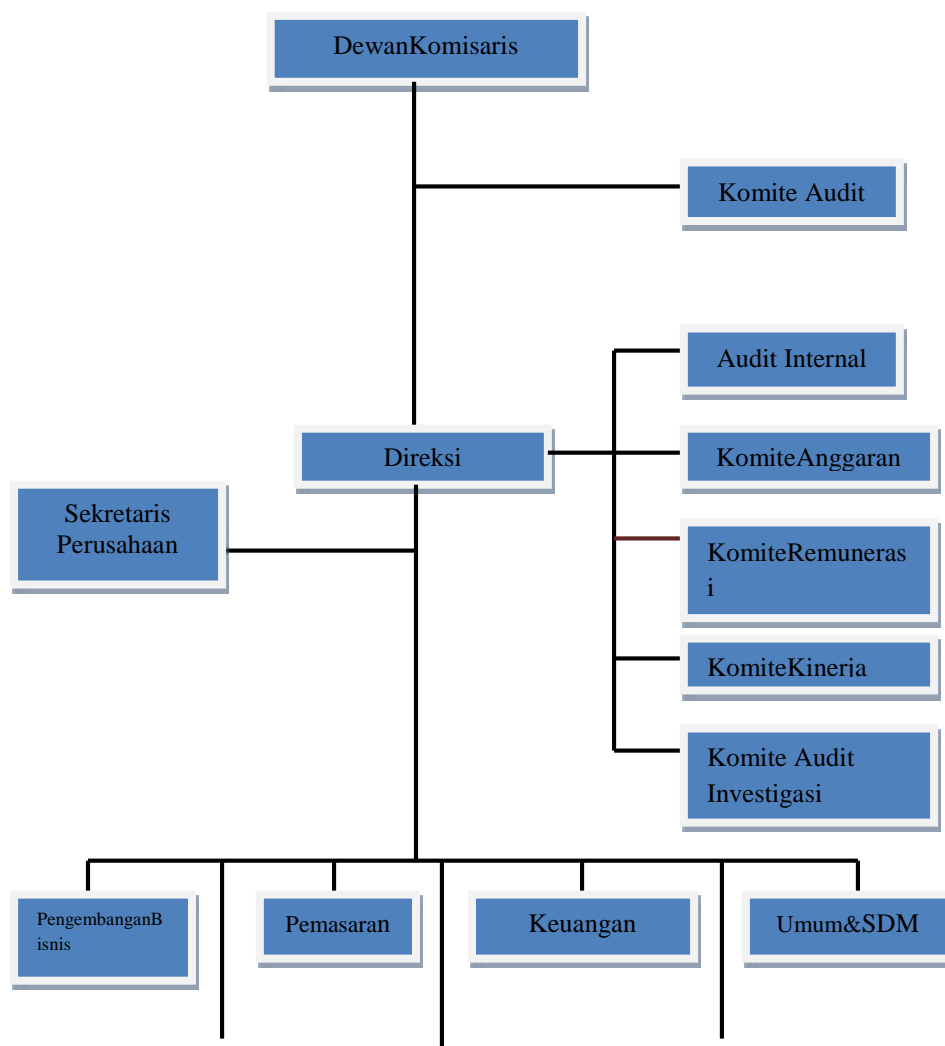 DewanKomisaris
Komite Audit
Audit Internal
Direksi
KomiteAnggaran
Sekretaris
Perusahaan
KomiteRemuneras
i
KomiteKinerja
Komite Audit
Investigasi
PengembanganB
isnis
Pemasaran
Keuangan
Umum&SDM